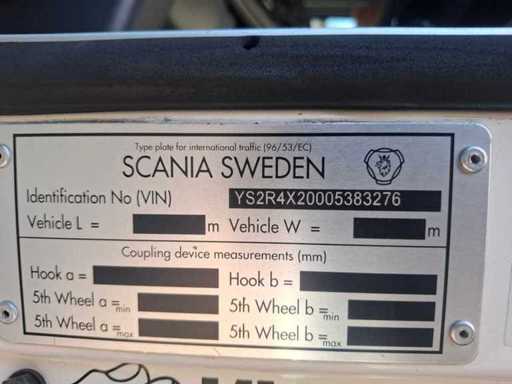 Type plate for international traffic (96/53/EC)
SCANIA SWEDEN
Identification No (VIN) YS2R4X20005383276
Vehicle L = m Vehicle W = m
Coupling device measurements (mm)
Hook a = Hook b =
5th Wheel a = min 5th Wheel b = min
5th Wheel a = max 5th Wheel b = max